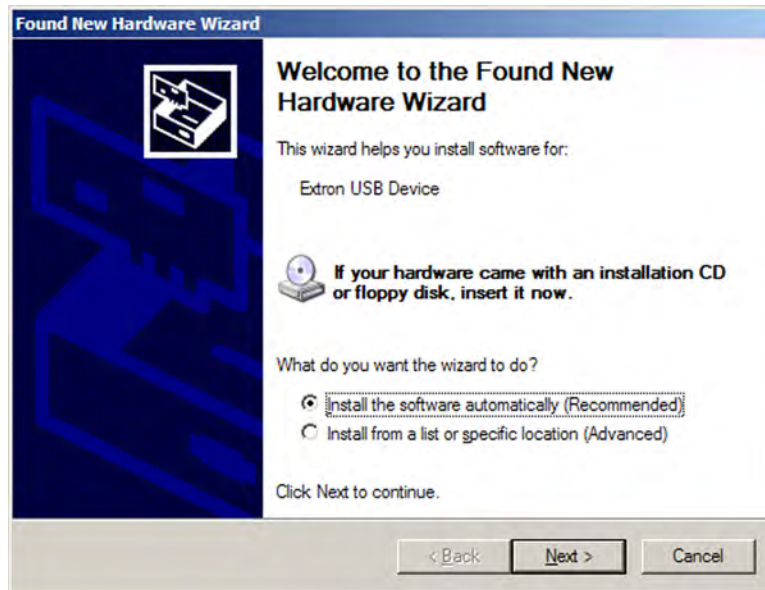 Found New Hardware Wizard
Welcome to the Found New
Hardware Wizard
This wizard helps you install software for:
Extron USB Device
If your hardware came with an installation CD
or floppy disk, insert it now.
What do you want the wizard to do?
Install the software automatically (Recommended)
Install from a list or specific location (Advanced)
Click Next to continue.
< Back Next > Cancel